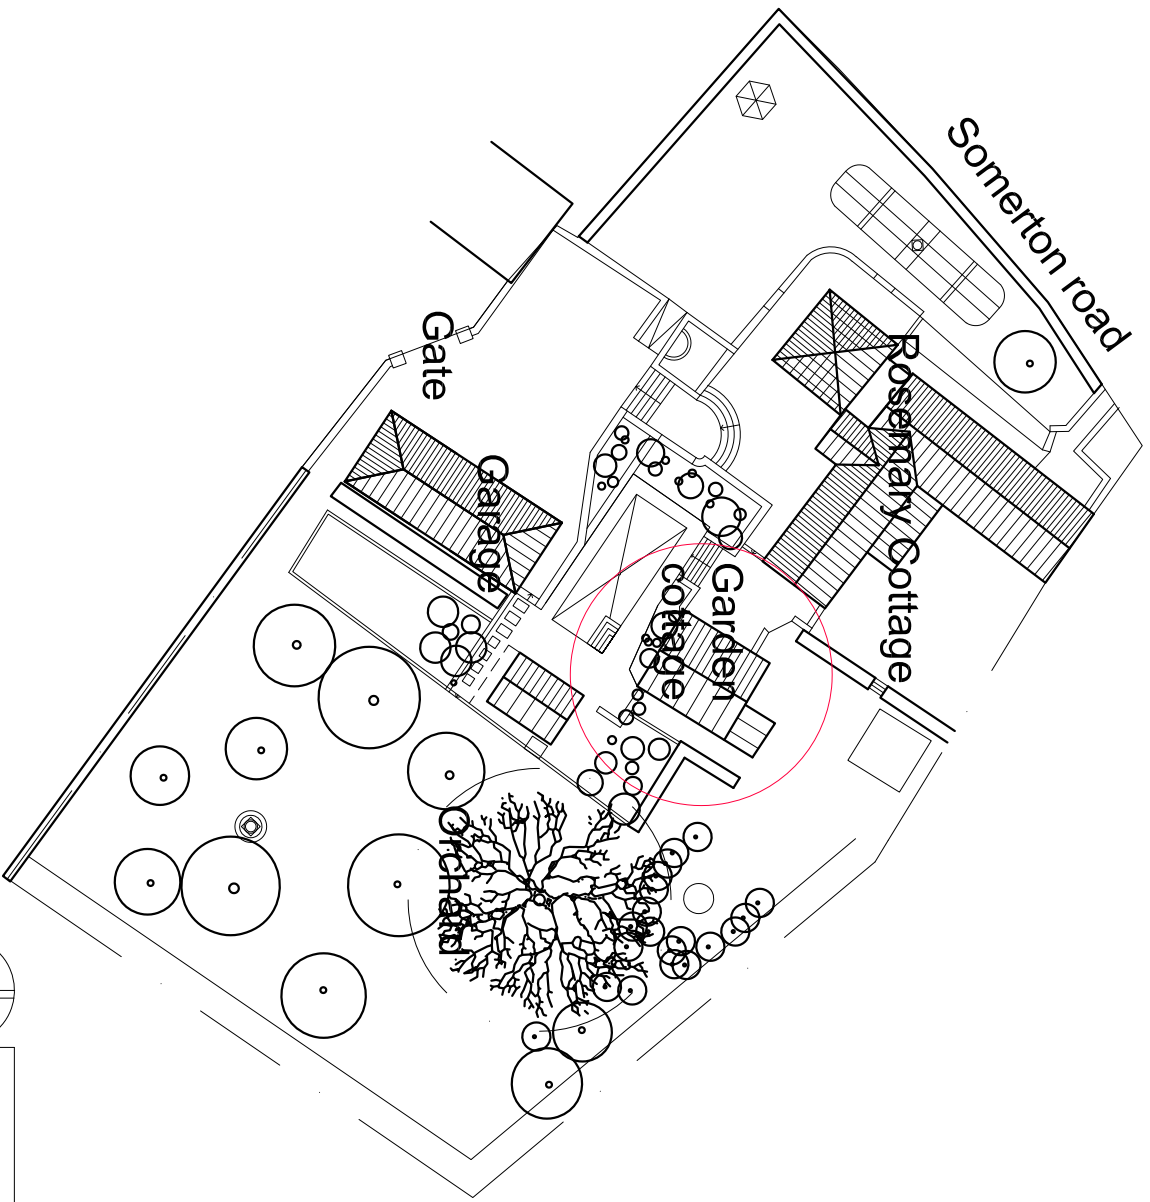 Somerton road
Rosemary Cottage
Gate
Garage
Garden
cottage
Orchard